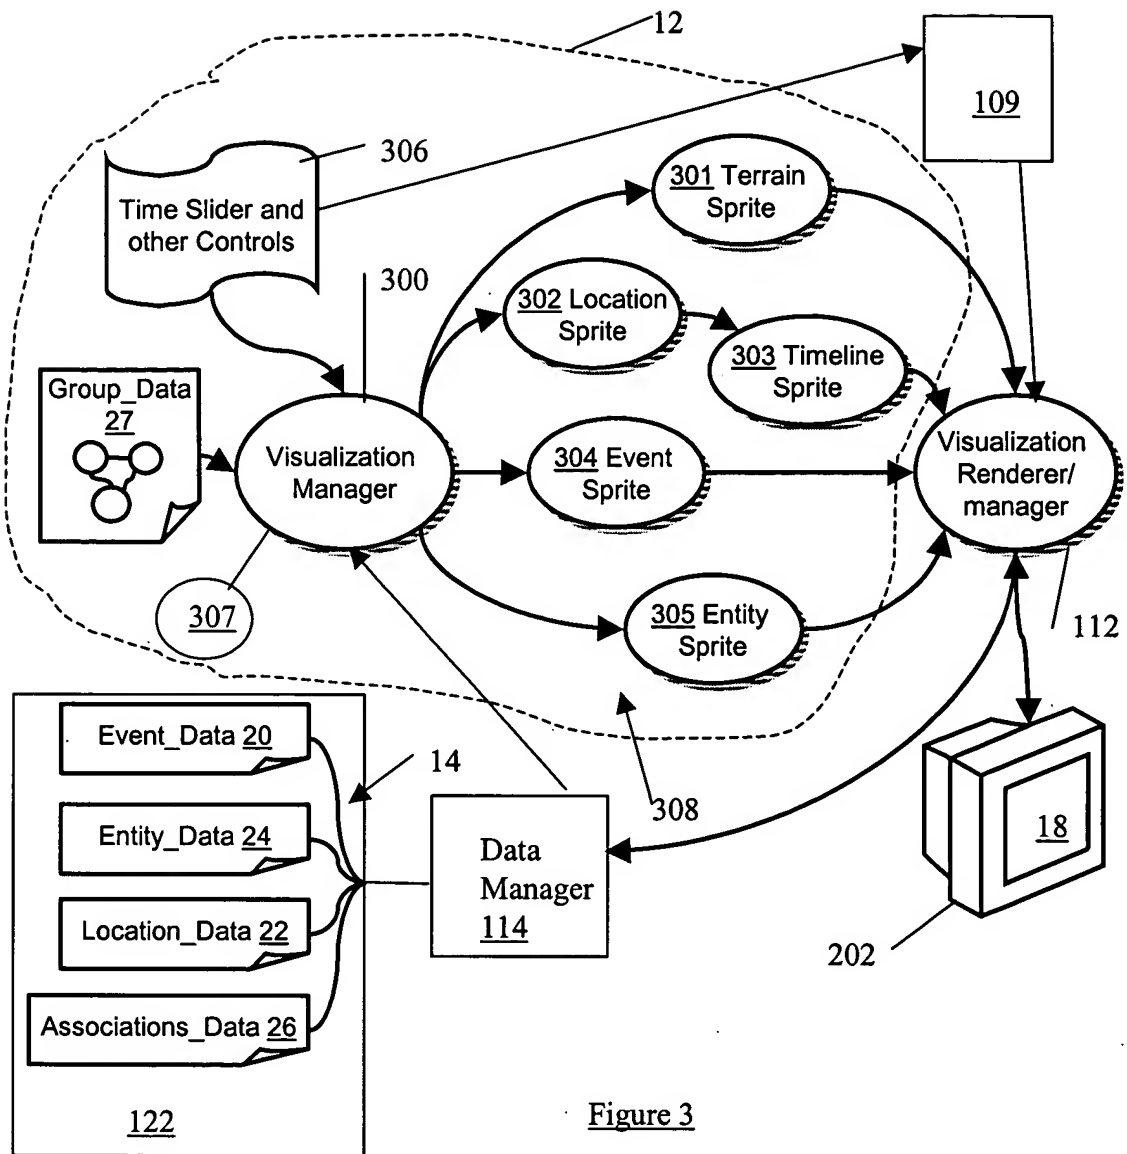 12
109
306
Time Slider and
other Controls
301 Terrain
Sprite
300
302 Location
Sprite
303 Timeline
Sprite
Group_Data
27
Visualization
Manager
304 Event
Sprite
Visualization
Renderer/
manager
307
305 Entity
Sprite
112
Event_Data 20
14
308
Entity_Data 24
18
Data
Manager
114
Location_Data 22
202
Associations_Data 26
122
Figure 3